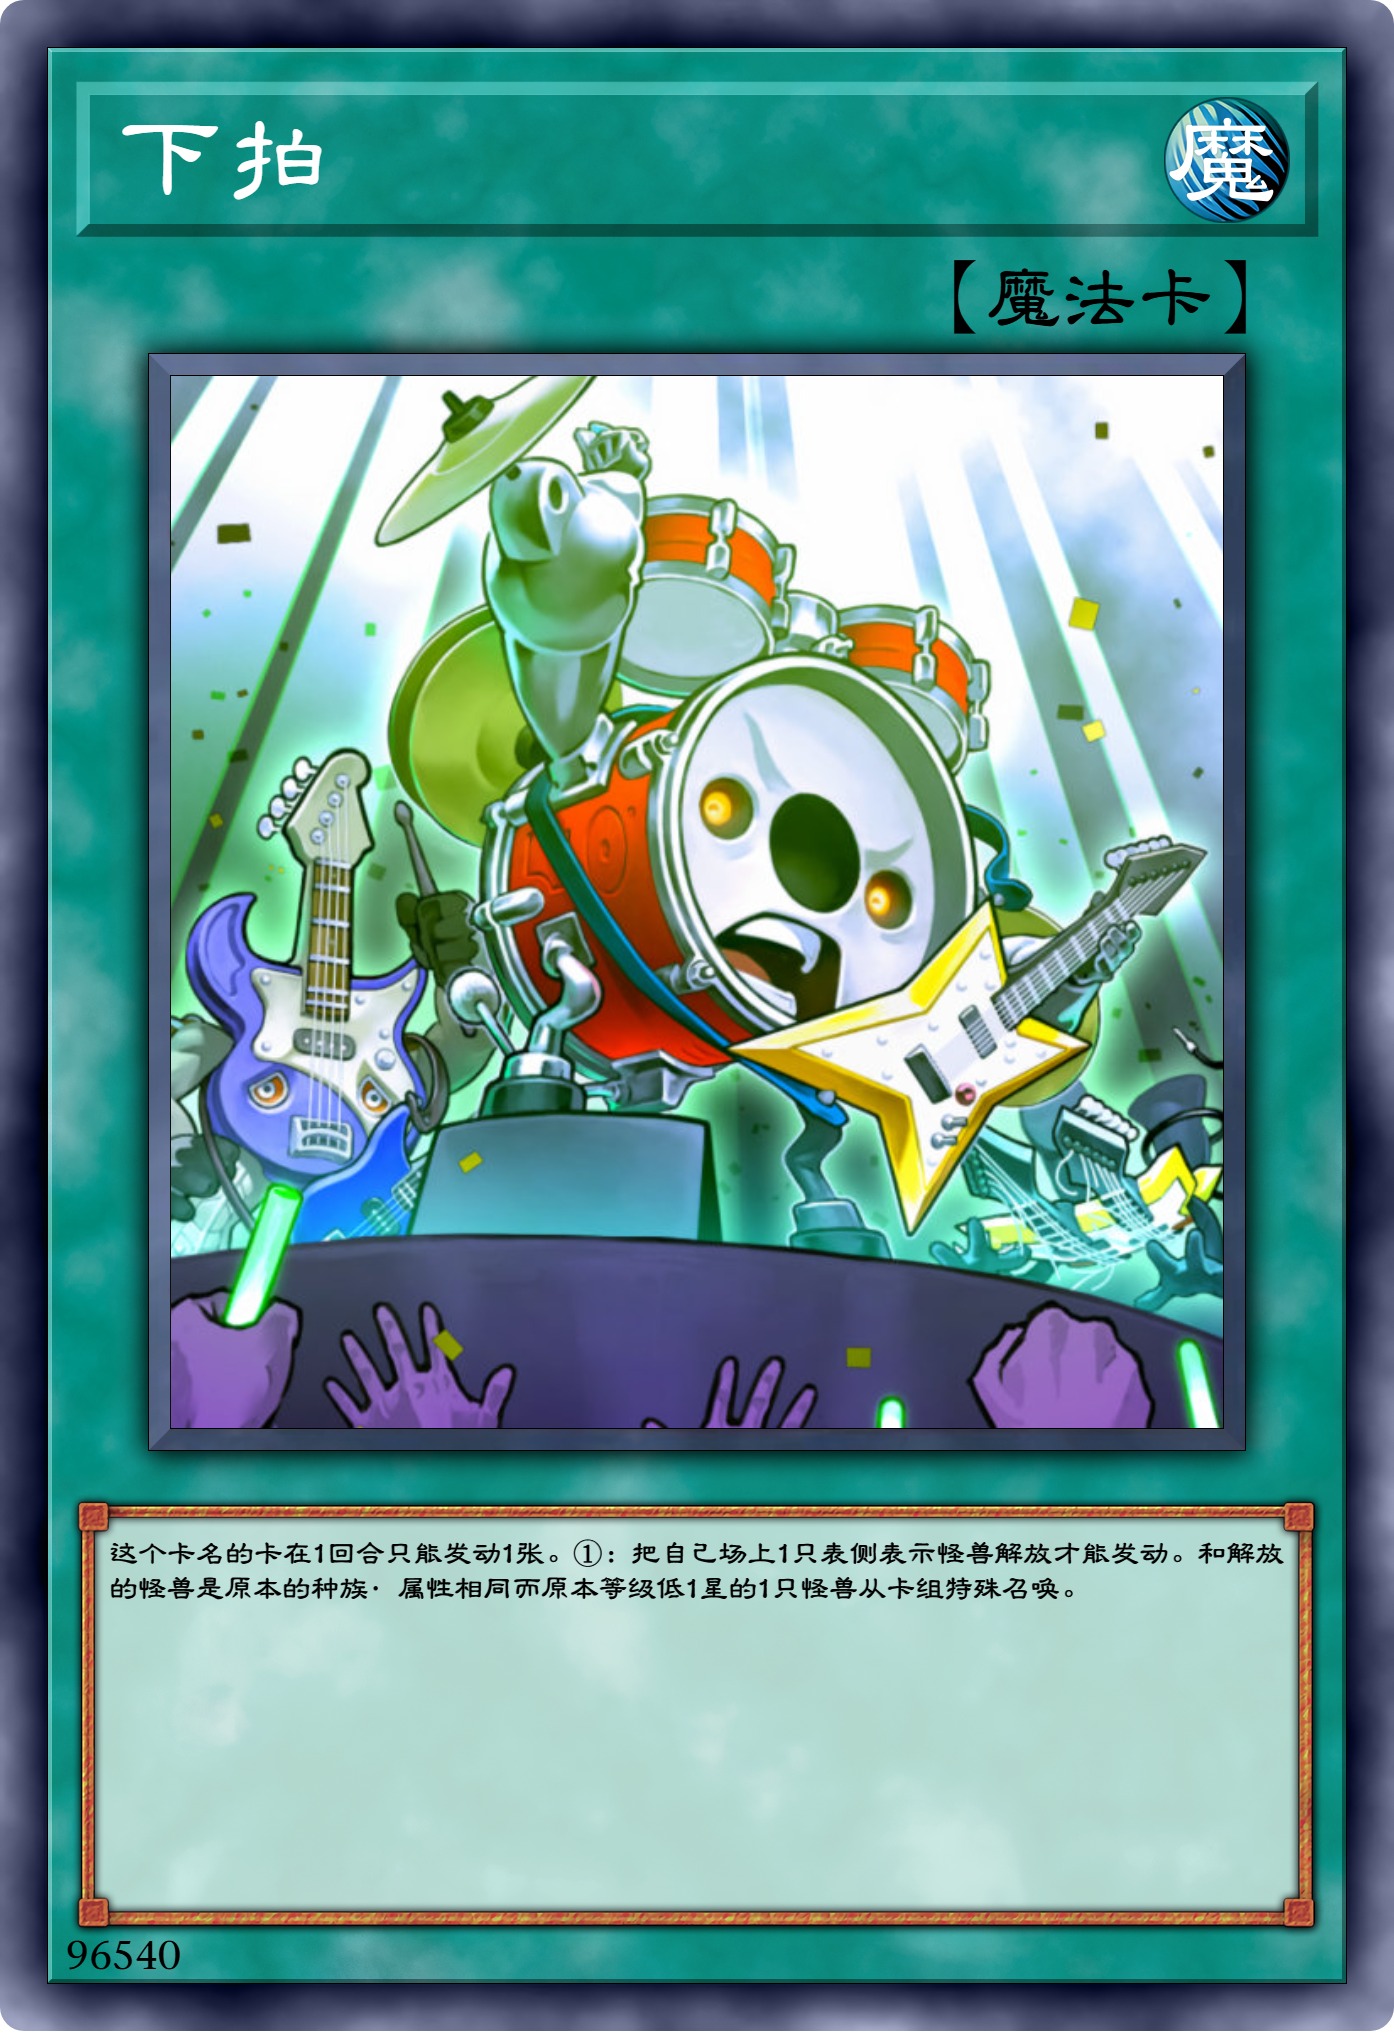 下拍
魔
【魔法卡】
这个卡名的卡在1回合只能发动1张。①：把自己场上1只表侧表示怪兽解放才能发动。和解放
的怪兽是原本的种族·属性相同而原本等级低1星的1只怪兽从卡组特殊召唤。
96540